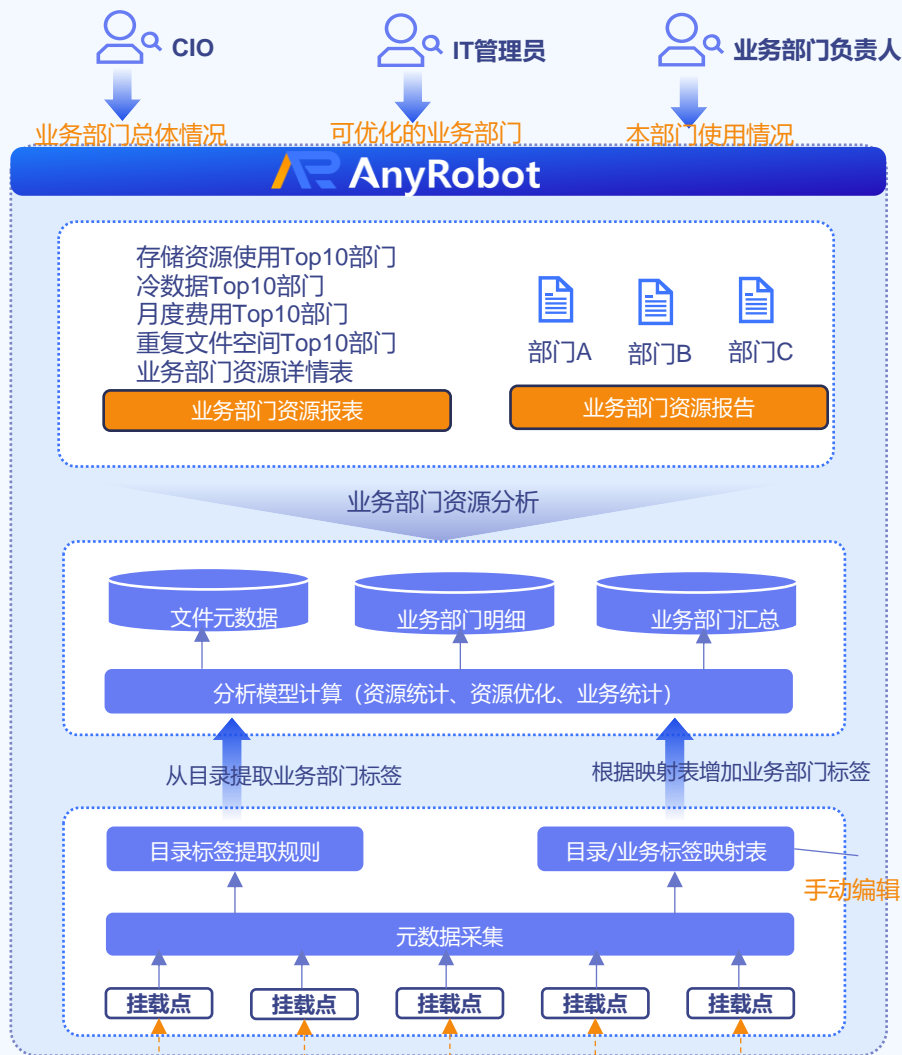 CIO
IT管理员
业务部门负责人
业务部门总体情况
可优化的业务部门
本部门使用情况
AR AnyRobot
存储资源使用Top10部门
冷数据Top10部门
月度费用Top10部门
重复文件空间Top10部门
业务部门资源详情表
业务部门资源报表
部门A
部门B
部门C
业务部门资源报告
业务部门资源分析
文件元数据
业务部门明细
业务部门汇总
分析模型计算（资源统计、资源优化、业务统计）
从目录提取业务部门标签
根据映射表增加业务部门标签
目录标签提取规则
目录/业务标签映射表
手动编辑
元数据采集
挂载点
挂载点
挂载点
挂载点
挂载点